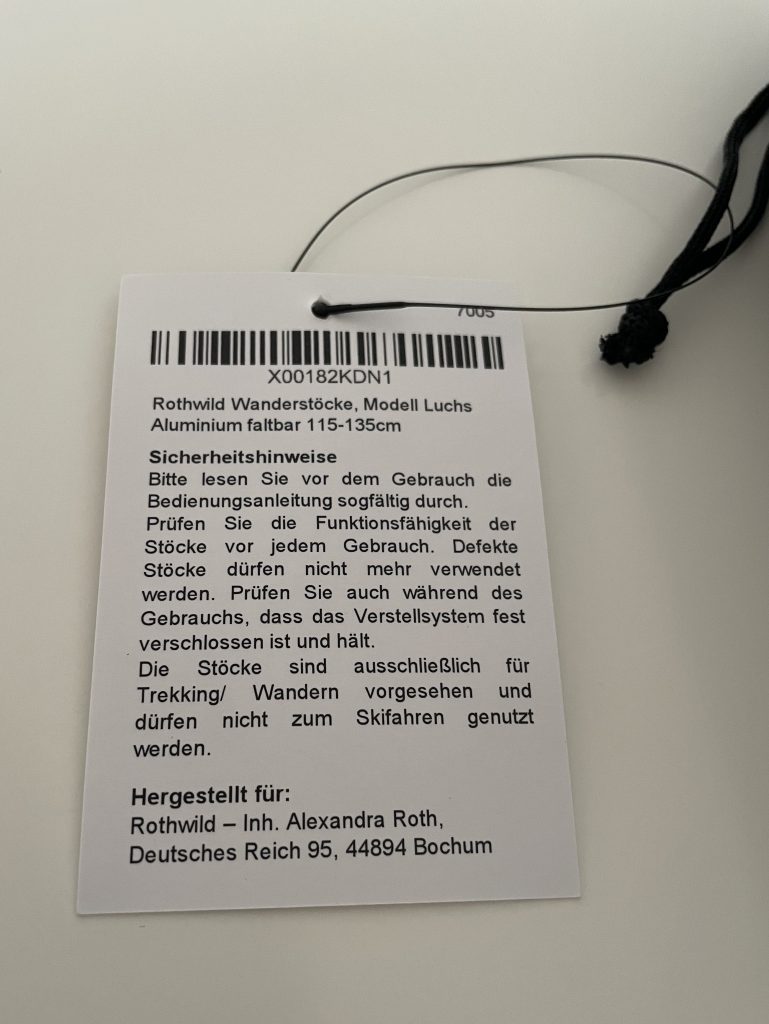 7005
X00182KDN1
Rothwild Wanderstöcke, Modell Luchs
Aluminium faltbar 115-135cm
Sicherheitshinweise
Bitte lesen Sie vor dem Gebrauch die
Bedienungsanleitung sogfältig durch.
Prüfen Sie die Funktionsfähigkeit der
Stöcke vor jedem Gebrauch. Defekte
Stöcke dürfen nicht mehr verwendet
werden. Prüfen Sie auch während des
Gebrauchs, dass das Verstellsystem fest
verschlossen ist und hält.
Die Stöcke sind ausschließlich für
Trekking/ Wandern vorgesehen und
dürfen nicht zum Skifahren genutzt
werden.
Hergestellt für:
Rothwild – Inh. Alexandra Roth,
Deutsches Reich 95, 44894 Bochum